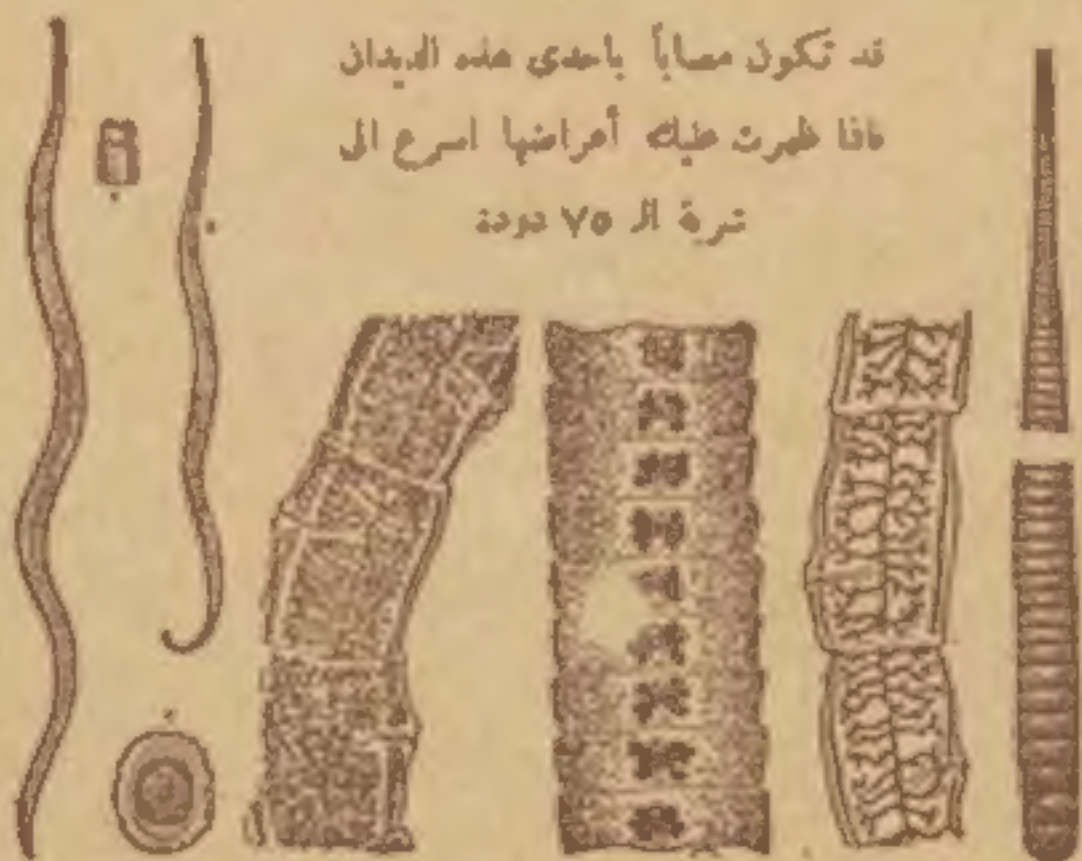 قد تكون مصاباً باحدى هذه الديدان
فاذا ظهرت عليك أعراضها اسرع الى
شربة الـ ٧٥ دودة